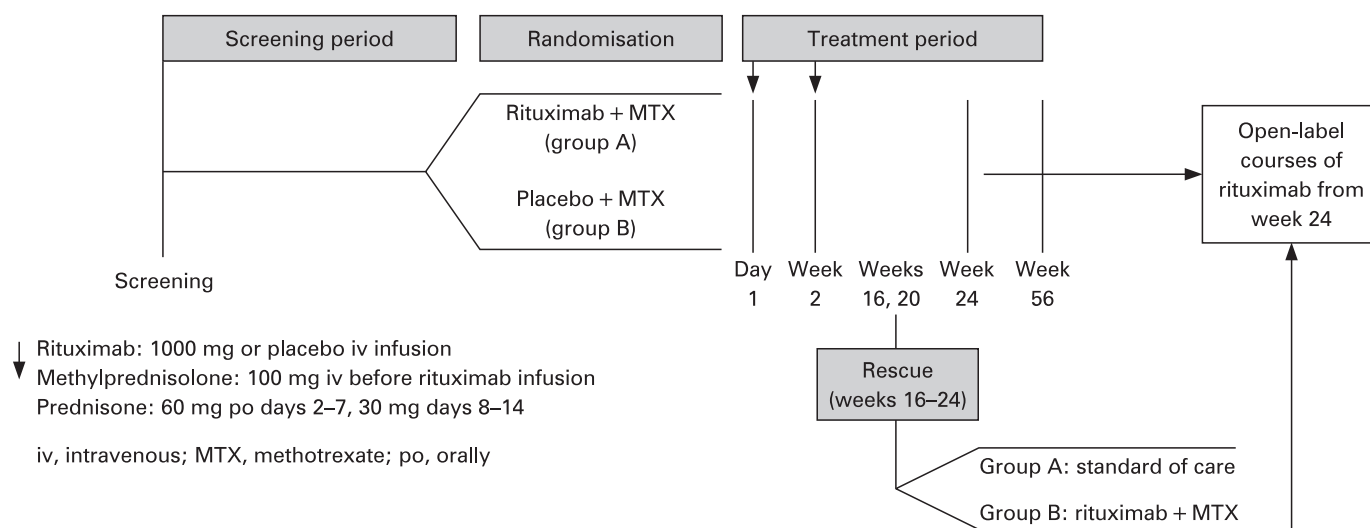 Screening period
Randomisation
Treatment period
Rituximab + MTX
(group A)
Placebo + MTX
(group B)
Open-label
courses of
rituximab from
week 24
Screening
Day
1
Week
2
Weeks
16, 20
Week
24
Week
56
Rituximab: 1000 mg or placebo iv infusion
Methylprednisolone: 100 mg iv before rituximab infusion
Prednisone: 60 mg po days 2–7, 30 mg days 8–14
iv, intravenous; MTX, methotrexate; po, orally
Rescue
(weeks 16–24)
Group A: standard of care
Group B: rituximab + MTX